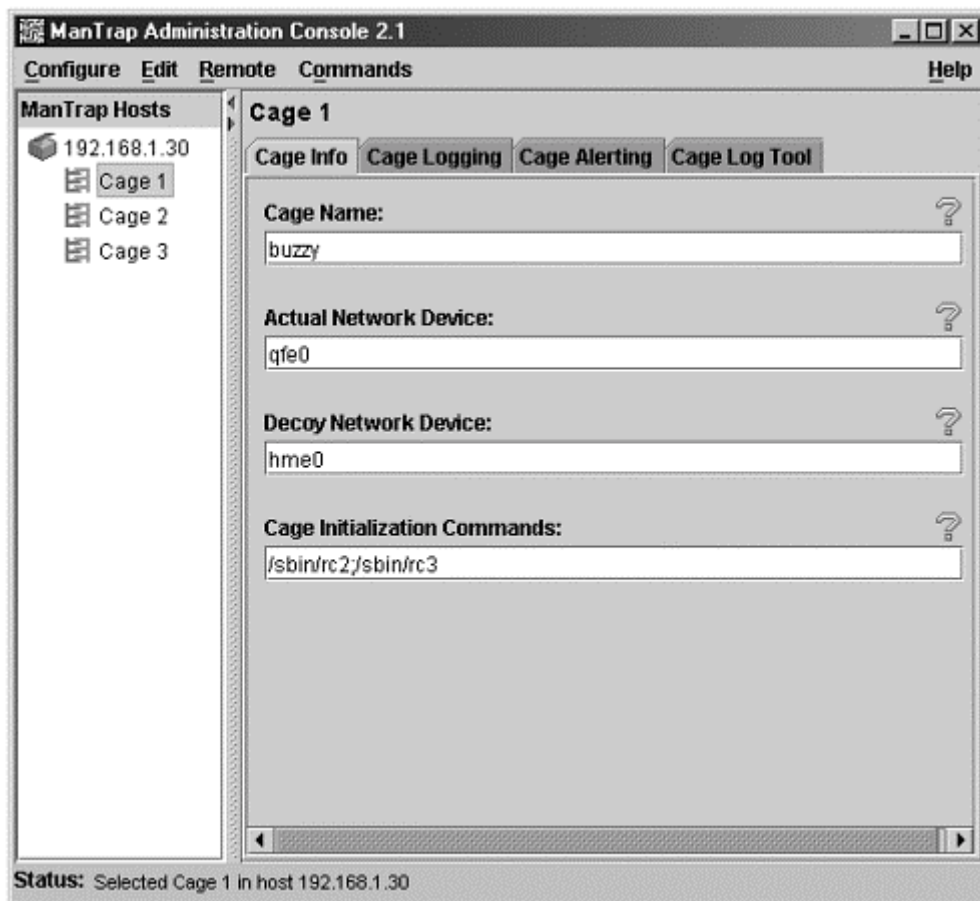 ManTrap Administration Console 2.1
Configure Edit Remote Commands Help
ManTrap Hosts
192.168.1.30
Cage 1
Cage 2
Cage 3
Cage 1
Cage Info Cage Logging Cage Alerting Cage Log Tool
Cage Name:
buzzy
Actual Network Device:
qfe0
Decoy Network Device:
hme0
Cage Initialization Commands:
/sbin/rc2;/sbin/rc3
Status: Selected Cage 1 in host 192.168.1.30